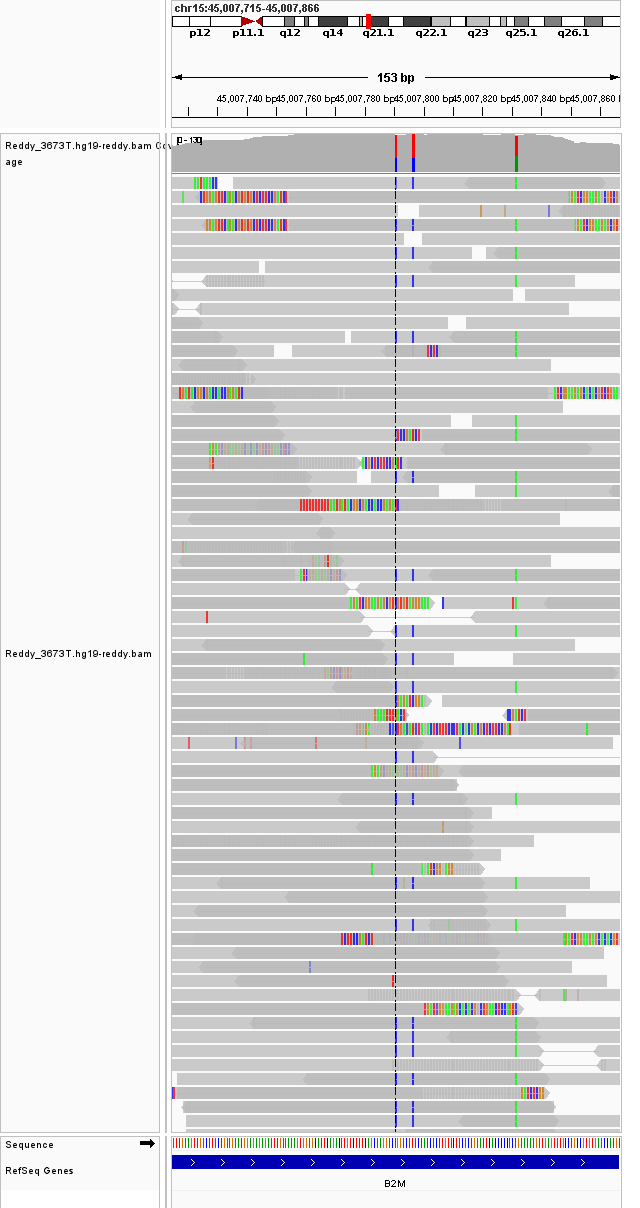 chr15:45,007,715-45,007,866
p12 p11.1 q12 q14 q21.1 q22.1 q23 q25.1 q26.1
153 bp
45,007,740 bp 45,007,760 bp 45,007,780 bp 45,007,800 bp 45,007,820 bp 45,007,840 bp 45,007,860 b
Reddy_3673T.hg19-reddy.bam Cov
age
[0 - 130]
Reddy_3673T.hg19-reddy.bam
Sequence
RefSeq Genes
B2M